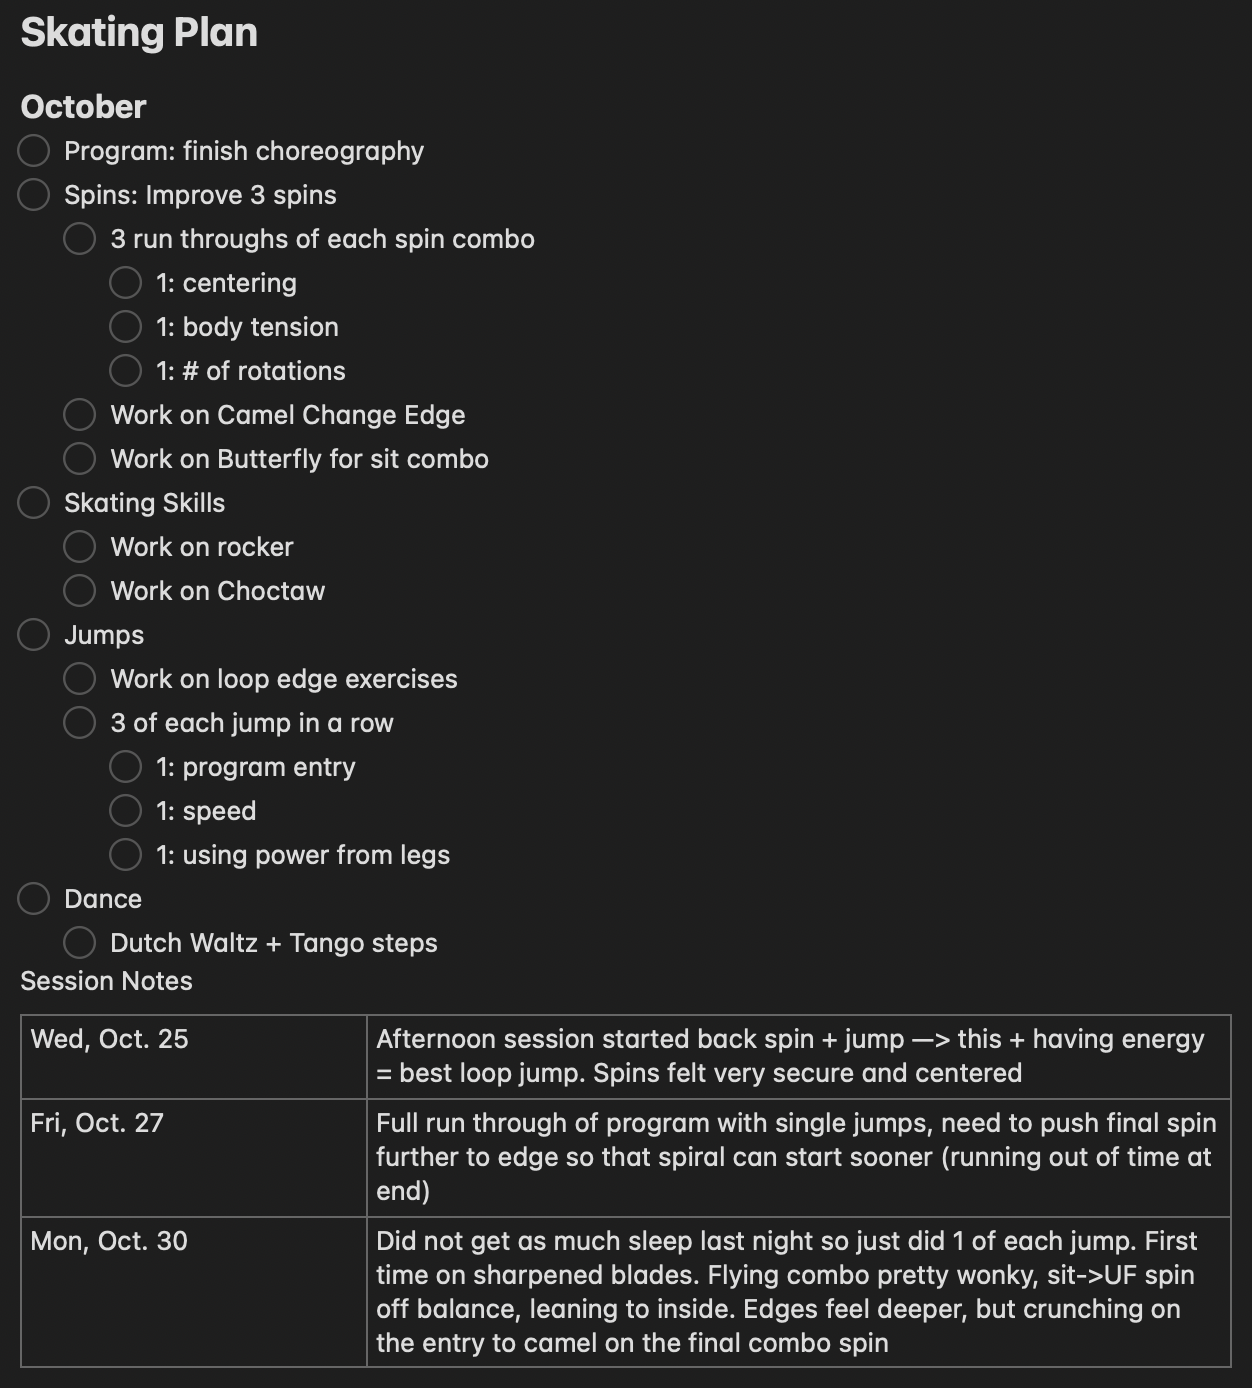 Skating Plan
October
Program: finish choreography
Spins: Improve 3 spins
3 run throughs of each spin combo
1: centering
1: body tension
1: # of rotations
Work on Camel Change Edge
Work on Butterfly for sit combo
Skating Skills
Work on rocker
Work on Choctaw
Jumps
Work on loop edge exercises
3 of each jump in a row
1: program entry
1: speed
1: using power from legs
Dance
Dutch Waltz + Tango steps
Session Notes
Wed, Oct. 25
Afternoon session started back spin + jump —> this + having energy
= best loop jump. Spins felt very secure and centered
Fri, Oct. 27
Full run through of program with single jumps, need to push final spin
further to edge so that spiral can start sooner (running out of time at
end)
Mon, Oct. 30
Did not get as much sleep last night so just did 1 of each jump. First
time on sharpened blades. Flying combo pretty wonky, sit->UF spin
off balance, leaning to inside. Edges feel deeper, but crunching on
the entry to camel on the final combo spin